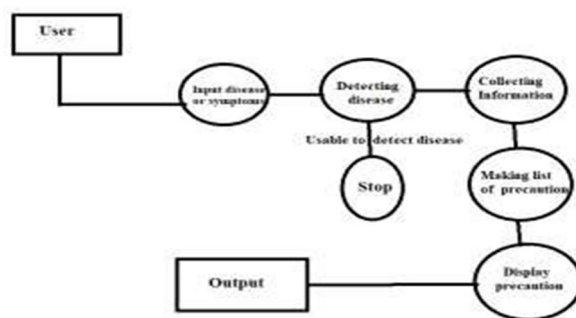 User
Input disease
or symptoms
Detecting
disease
Collecting
Information
Usable to detect disease
Stop
Making list
of precaution
Display
precaution
Output